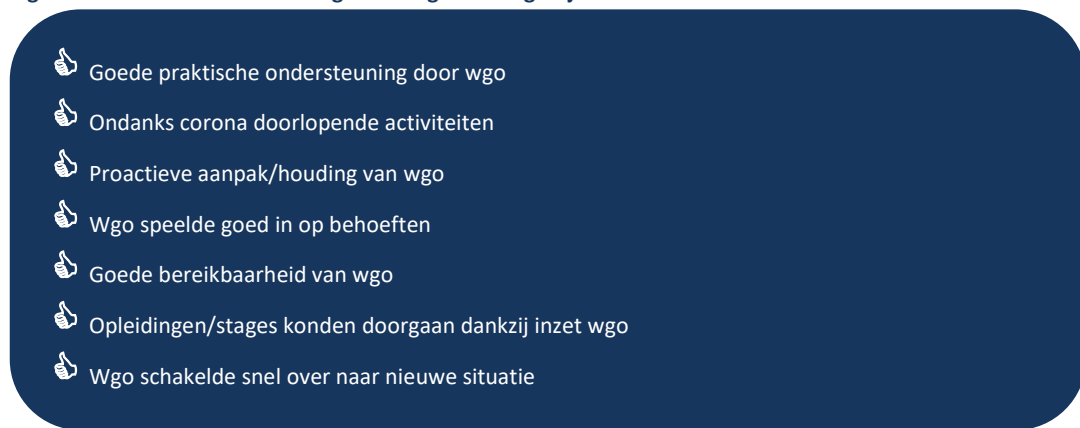 Goede praktische ondersteuning door wgo
Ondanks corona doorlopende activiteiten
Proactieve aanpak/houding van wgo
Wgo speelde goed in op behoeften
Goede bereikbaarheid van wgo
Opleidingen/stages konden doorgaan dankzij inzet wgo
Wgo schakelde snel over naar nieuwe situatie